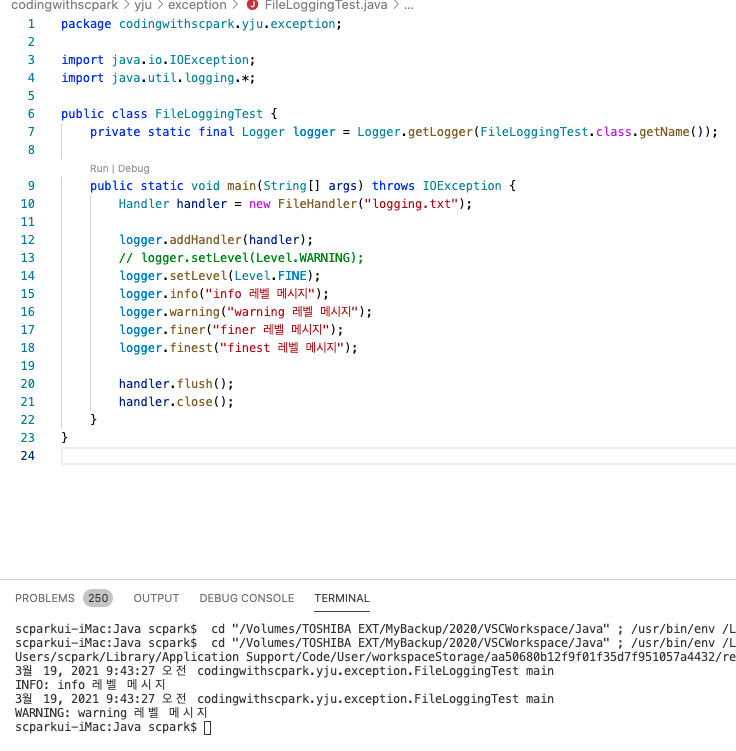 codingwithscpark > yju > exception > J FileLoggingTest.java > ...
1 package codingwithscpark.yju.exception;
2
3 import java.io.IOException;
4 import java.util.logging.*;
5
6 public class FileLoggingTest {
7 private static final Logger logger = Logger.getLogger(FileLoggingTest.class.getName());
8
Run | Debug
9 public static void main(String[] args) throws IOException {
10 Handler handler = new FileHandler("logging.txt");
11
12 logger.addHandler(handler);
13 // logger.setLevel(Level.WARNING);
14 logger.setLevel(Level.FINE);
15 logger.info("info 레벨 메시지");
16 logger.warning("warning 레벨 메시지");
17 logger.finer("finer 레벨 메시지");
18 logger.finest("finest 레벨 메시지");
19
20 handler.flush();
21 handler.close();
22 }
23 }
24
PROBLEMS 250 OUTPUT DEBUG CONSOLE TERMINAL
scparkui-iMac:Java scpark$ cd "/Volumes/TOSHIBA EXT/MyBackup/2020/VSCWorkspace/Java" ; /usr/bin/env /L
scparkui-iMac:Java scpark$ cd "/Volumes/TOSHIBA EXT/MyBackup/2020/VSCWorkspace/Java" ; /usr/bin/env /L
Users/scpark/Library/Application Support/Code/User/workspaceStorage/aa50680b12f9f01f35d7f951057a4432/re
3월 19, 2021 9:43:27 오전 codingwithscpark.yju.exception.FileLoggingTest main
INFO: info 레벨 메시지
3월 19, 2021 9:43:27 오전 codingwithscpark.yju.exception.FileLoggingTest main
WARNING: warning 레벨 메시지
scparkui-iMac:Java scpark$